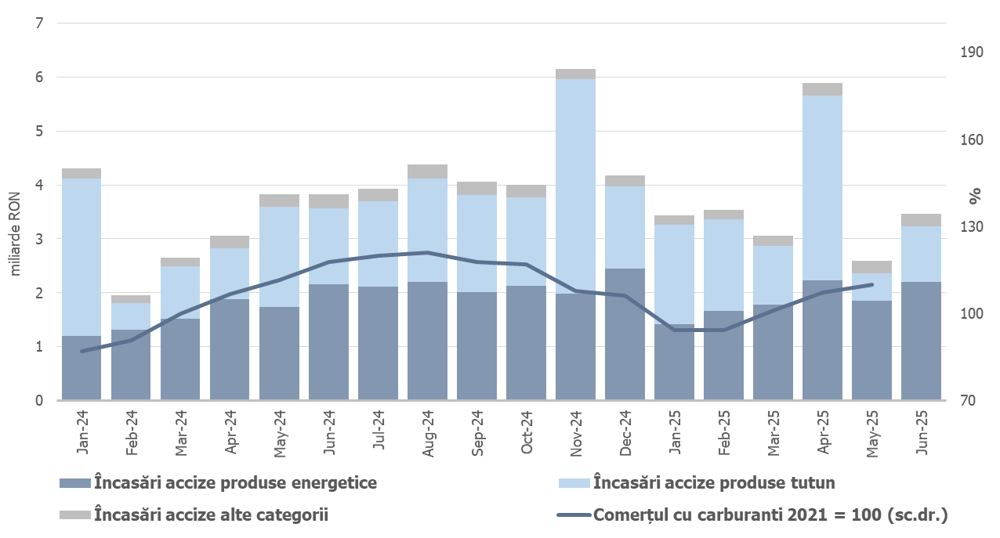 7
6
5
4
3
2
1
0
miliarde RON
190
160
130
100
70
%
Jan-24
Feb-24
Mar-24
Apr-24
May-24
Jun-24
Jul-24
Aug-24
Sep-24
Oct-24
Nov-24
Dec-24
Jan-25
Feb-25
Mar-25
Apr-25
May-25
Jun-25
Încasări accize produse energetice
Încasări accize produse tutun
Încasări accize alte categorii
Comerțul cu carburanti 2021 = 100 (sc.dr.)